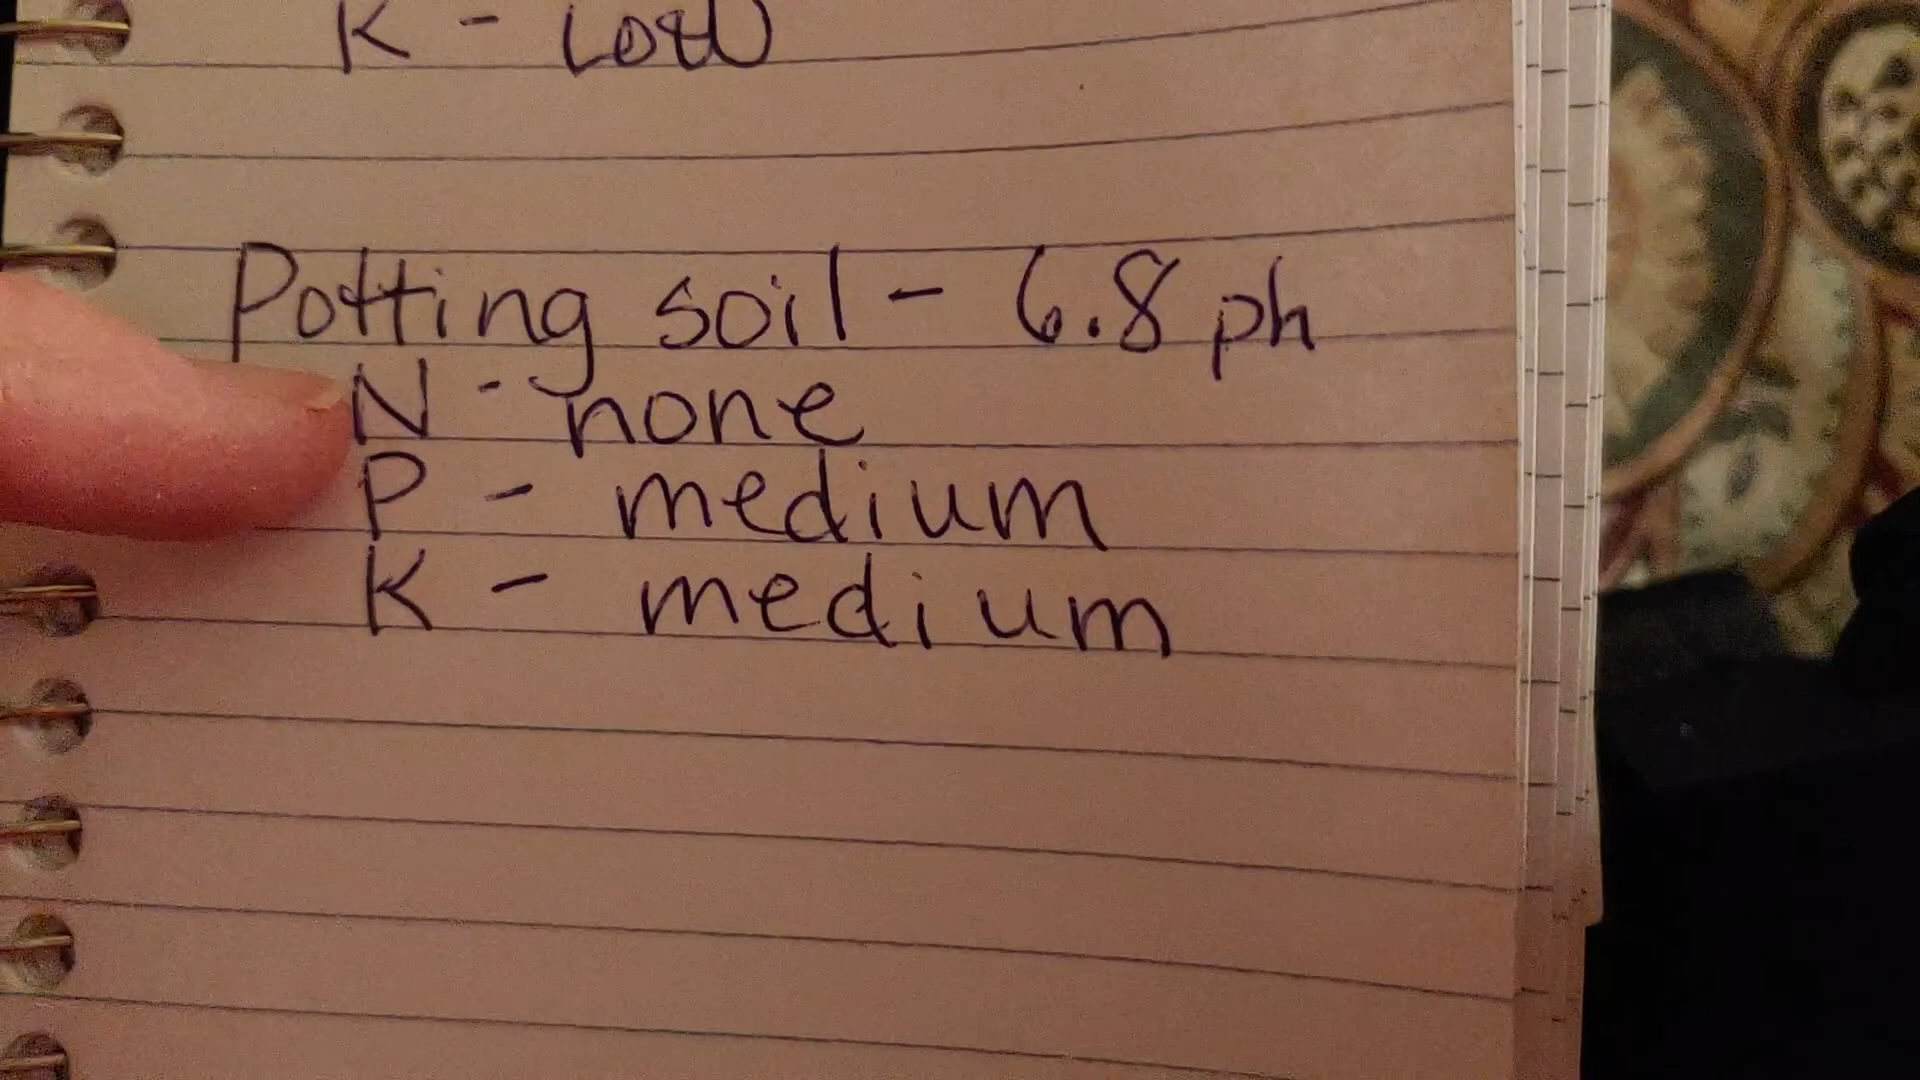 K - Low
Potting soil - 6.8 ph
N - none
P - medium
K - medium